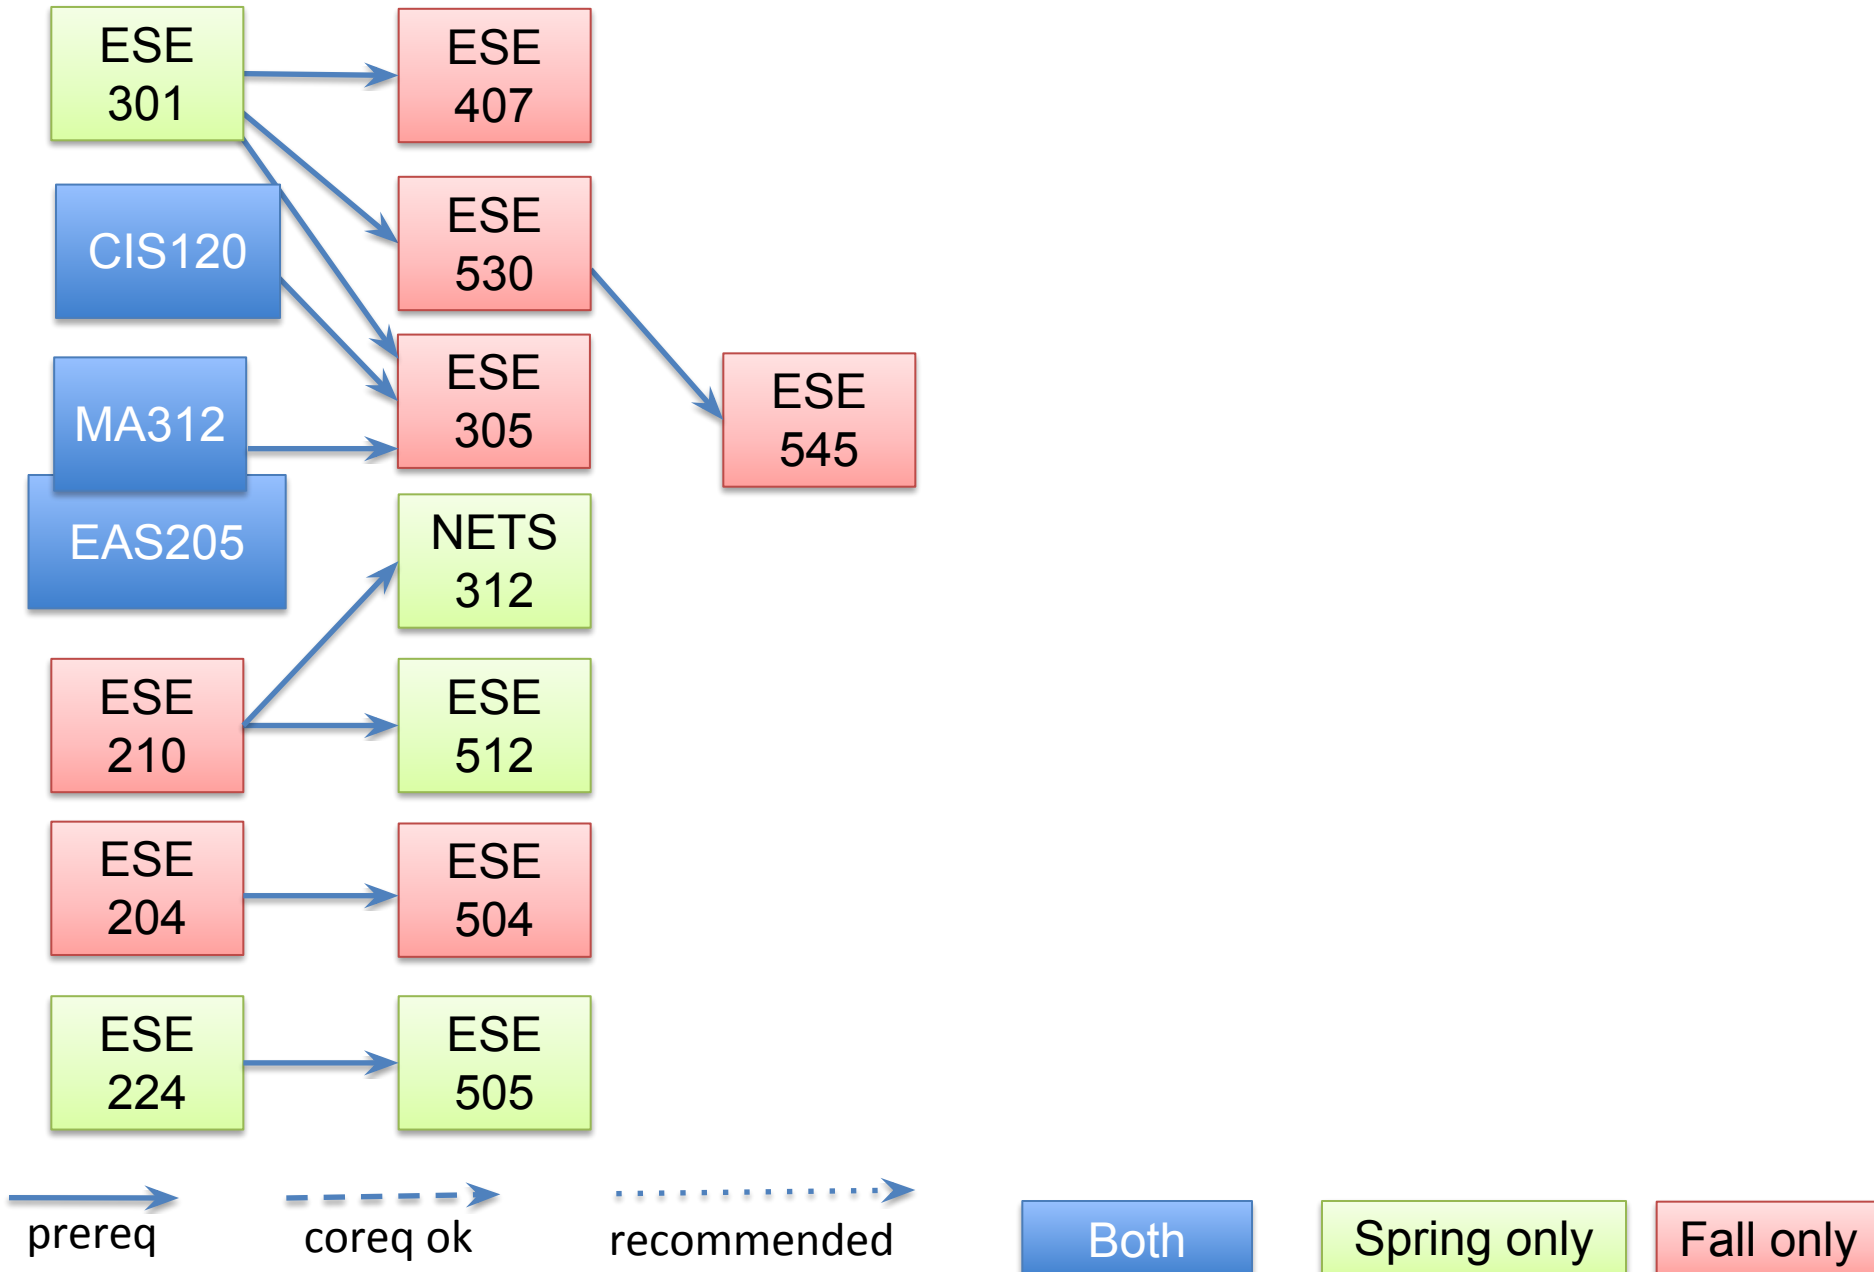 ESE
301
ESE
407
CIS120
ESE
530
MA312
ESE
305
ESE
545
EAS205
NETS
312
ESE
210
ESE
512
ESE
204
ESE
504
ESE
224
ESE
505
prereq
coreq ok
recommended
Both
Spring only
Fall only